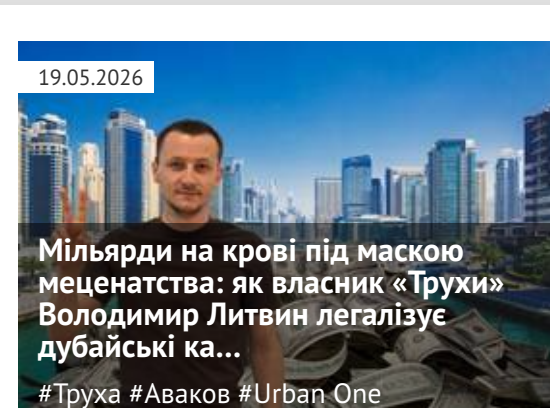 19.05.2026
Мільярди на крові під маскою
меценатства: як власник «Трухи»
Володимир Литвин легалізує
дубайські ка...
#Труха #Аваков #Urban One